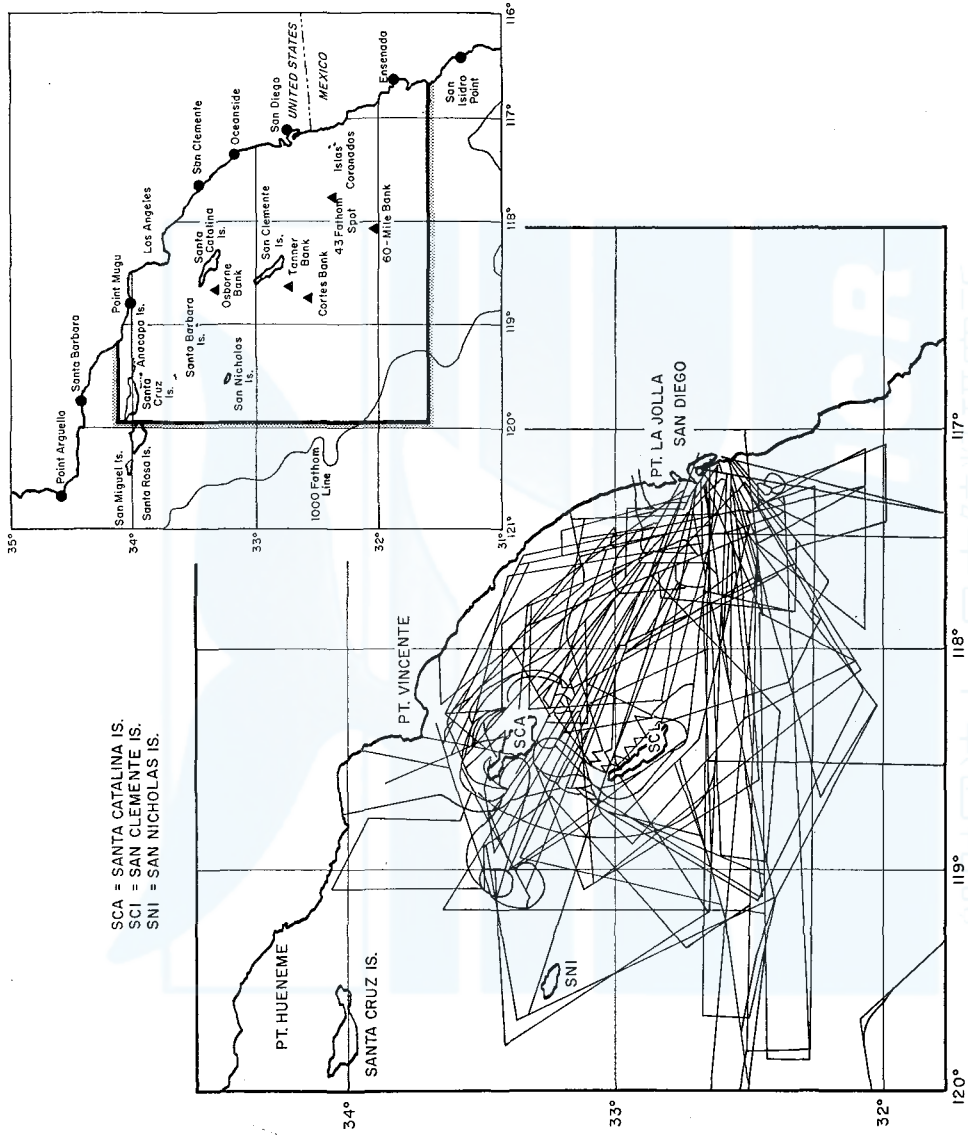 SCA = SANTA CATALINA IS.
SCI = SAN CLEMENTE IS.
SNI = SAN NICHOLAS IS.
35°
34°
33°
32°
31°
121°
120°
119°
118°
117°
116°
Point Arguello
Santa Barbara
Point Mugu
Los Angeles
San Clemente
Oceanside
San Diego
UNITED STATES
MEXICO
Ensenada
San
Isidro
Point
San Miguel Is.
Santa Rosa Is.
Santa
Cruz
Is.
Anacapa Is.
Santa Barbara
Is.
San Nicholas
Is.
Santa
Catalina
Is.
Osborne
Bank
San Clemente
Is.
Tanner
Bank
Cortes Bank
43 Fathom
Spot
Islas
Coronados
60-Mile Bank
1000 Fathom
Line
PT. HUENEME
SANTA CRUZ IS.
PT. VINCENTE
PT. LA JOLLA
SAN DIEGO
SCA
SCI
SNI
34°
33°
32°
120°
119°
118°
117°